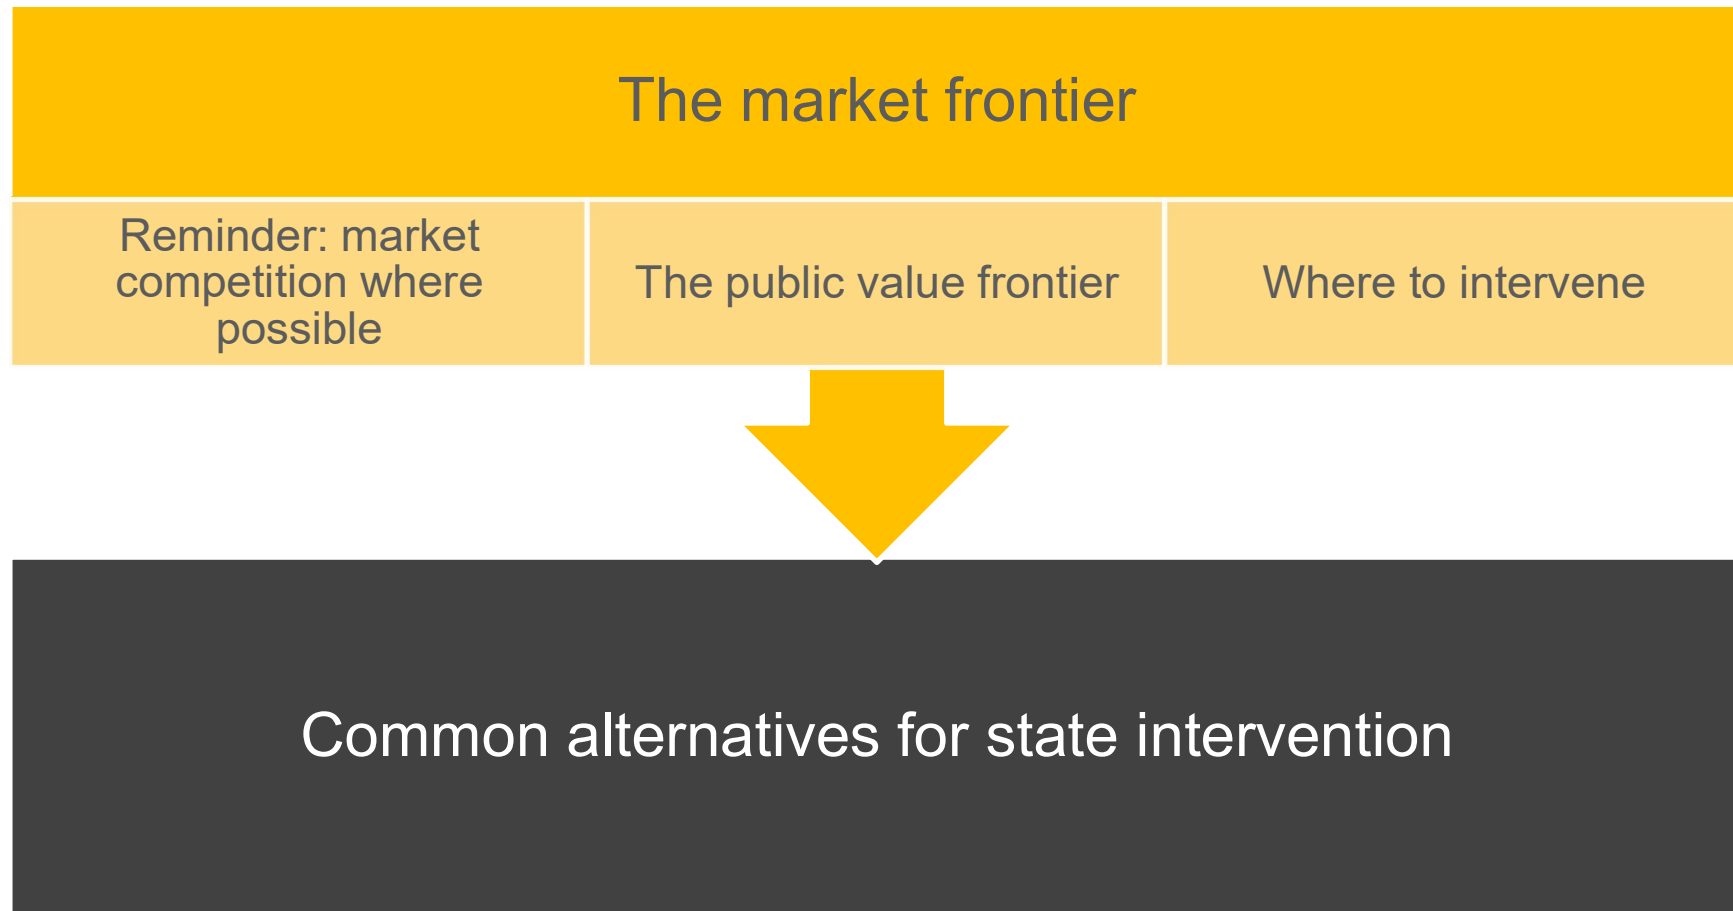 The market frontier
Reminder: market
competition where
possible
The public value frontier
Where to intervene
Common alternatives for state intervention